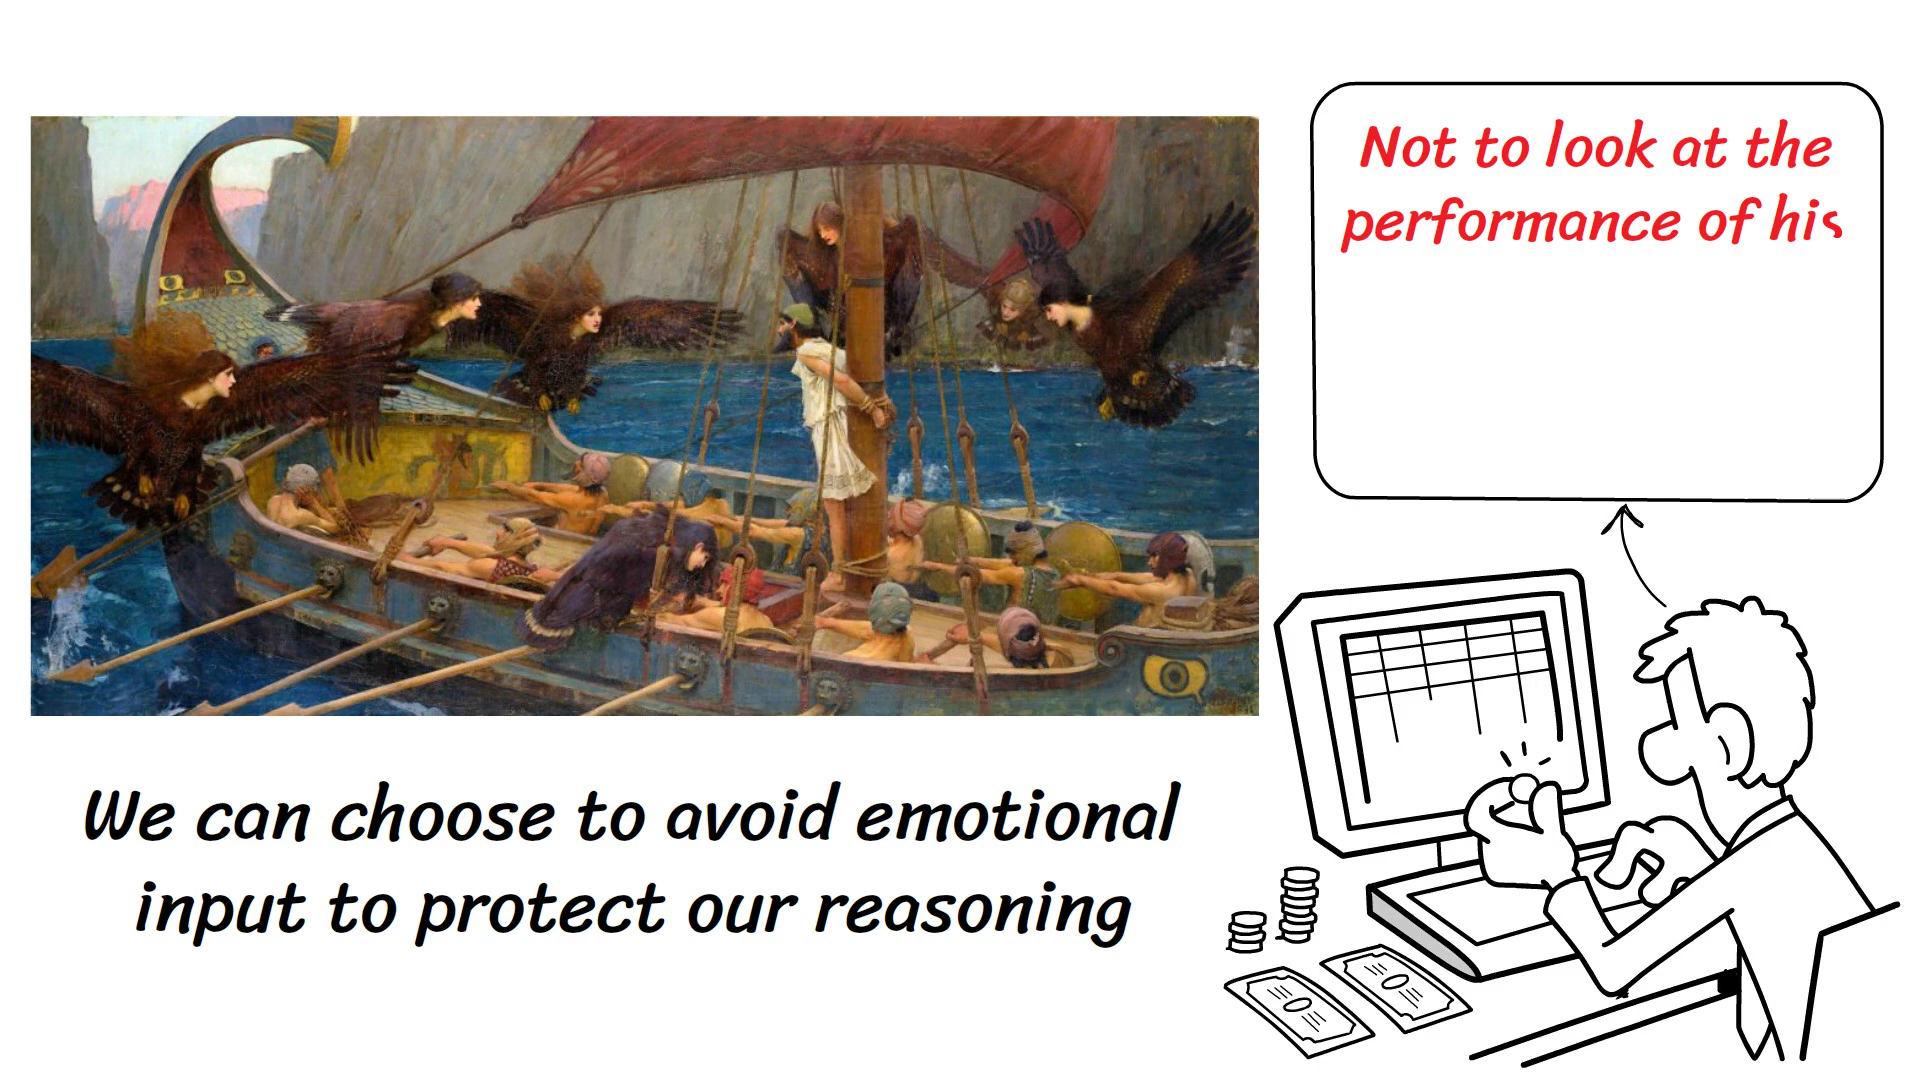 Not to look at the
performance of his
We can choose to avoid emotional
input to protect our reasoning